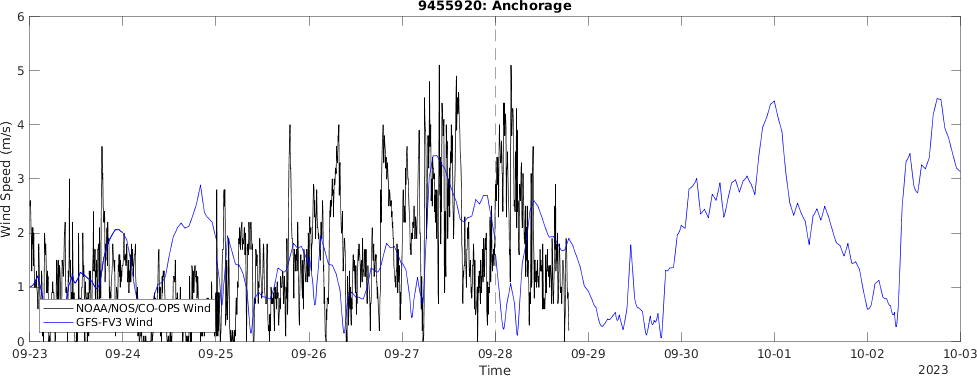 9455920: Anchorage
6
5
4
3
2
1
0
Wind Speed (m/s)
NOAA/NOS/CO-OPS Wind
GFS-FV3 Wind
09-23 09-24 09-25 09-26 09-27 09-28 09-29 09-30 10-01 10-02 10-03
Time
2023